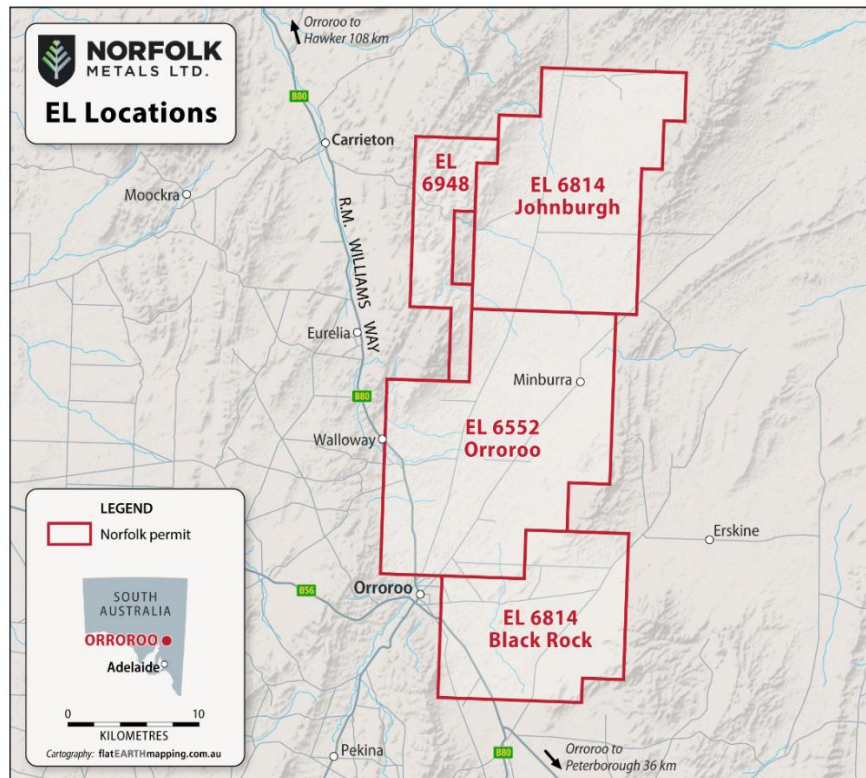 NORFOLK
METALS LTD.
EL Locations
Orroroo to
Hawker 108 km
B80
Carrieton
Moockra
EL
6948
EL 6814
Johnburgh
R.M. WILLIAMS WAY
Eurelia
Minburra
B80
Walloway
EL 6552
Orroroo
Erskine
B56
Orroroo
EL 6814
Black Rock
LEGEND
Norfolk permit
SOUTH
AUSTRALIA
ORROROO
Adelaide
0 10
KILOMETRES
Cartography: flatEARTHmapping.com.au
Pekina
B80
Orroroo to
Peterborough 36 km